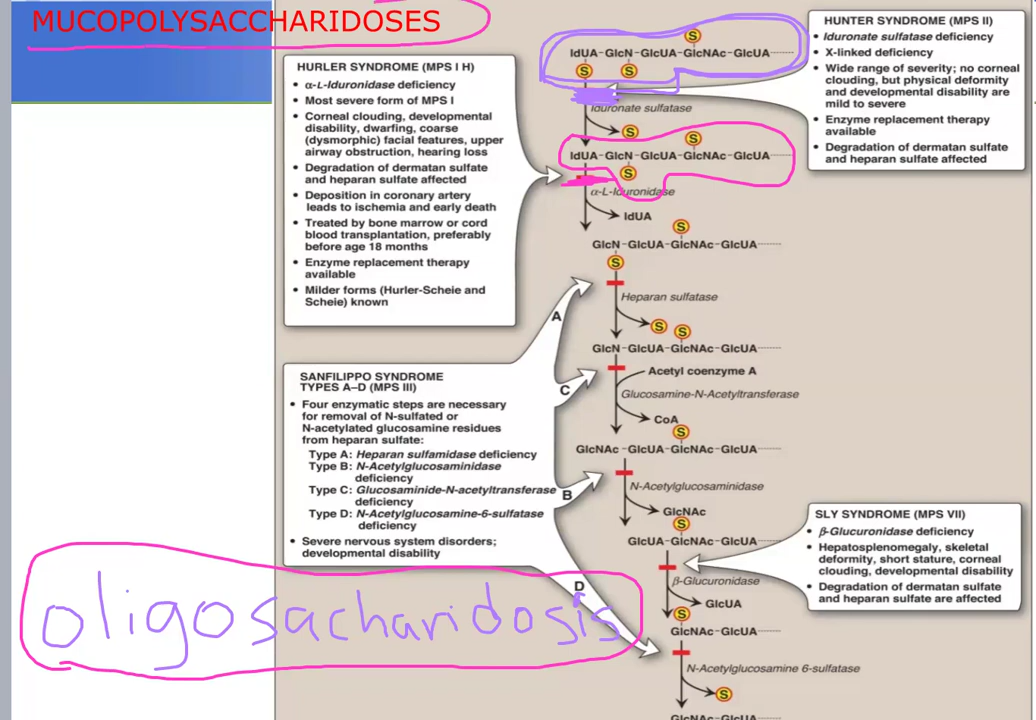 MUCOPOLYSACCHARIDOSES
HURLER SYNDROME (MPS I H)
• α-L-Iduronidase deficiency
• Most severe form of MPS I
• Corneal clouding, developmental
disability, dwarfing, coarse
(dysmorphic) facial features, upper
airway obstruction, hearing loss
• Degradation of dermatan sulfate
and heparan sulfate affected
• Deposition in coronary artery
leads to ischemia and early death
• Treated by bone marrow or cord
blood transplantation, preferably
before age 18 months
• Enzyme replacement therapy
available
• Milder forms (Hurler-Scheie and
Scheie) known
SANFILIPPO SYNDROME
TYPES A–D (MPS III)
• Four enzymatic steps are necessary
for removal of N-sulfated or
N-acetylated glucosamine residues
from heparan sulfate:
Type A: Heparan sulfamidase deficiency
Type B: N-Acetylglucosaminidase
deficiency
Type C: Glucosaminide-N-acetyltransferase
deficiency
Type D: N-Acetylglucosamine-6-sulfatase
deficiency
• Severe nervous system disorders;
developmental disability
oligosacharidosis
A
C
B
D
S
IdUA-GlcN-GlcUA-GlcNAc-GlcUA
S S
Iduronate sulfatase
S
S
IdUA-GlcN-GlcUA-GlcNAc-GlcUA
S
α-L-Iduronidase
IdUA
S
GlcN-GlcUA-GlcNAc-GlcUA
S
Heparan sulfatase
S
S
GlcN-GlcUA-GlcNAc-GlcUA
Acetyl coenzyme A
Glucosamine-N-Acetyltransferase
CoA
S
GlcNAc-GlcUA-GlcNAc-GlcUA
N-Acetylglucosaminidase
GlcNAc
S
GlcUA-GlcNAc-GlcUA
β-Glucuronidase
GlcUA
S
GlcNAc-GlcUA
N-Acetylglucosamine 6-sulfatase
S
GlcNAc-GlcUA
HUNTER SYNDROME (MPS II)
• Iduronate sulfatase deficiency
• X-linked deficiency
• Wide range of severity; no corneal
clouding, but physical deformity
and developmental disability are
mild to severe
• Enzyme replacement therapy
available
• Degradation of dermatan sulfate
and heparan sulfate affected
SLY SYNDROME (MPS VII)
• β-Glucuronidase deficiency
• Hepatosplenomegaly, skeletal
deformity, short stature, corneal
clouding, developmental disability
• Degradation of dermatan sulfate
and heparan sulfate are affected